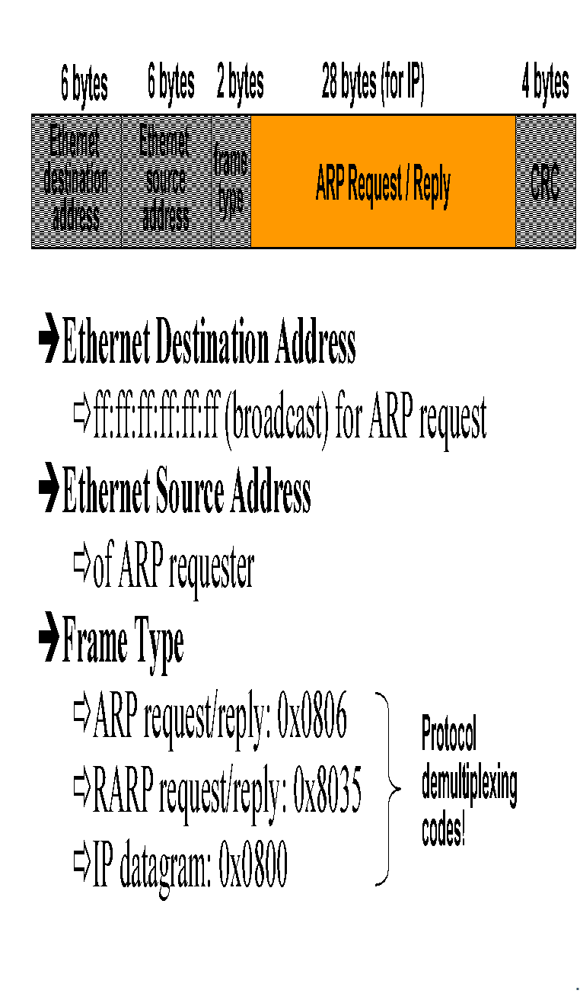 6 bytes 6 bytes 2 bytes 28 bytes (for IP) 4 bytes
Ethernet destination address
Ethernet source address
frame type
ARP Request / Reply
CRC
Ethernet Destination Address
ff:ff:ff:ff:ff:ff (broadcast) for ARP request
Ethernet Source Address
of ARP requester
Frame Type
ARP request/reply: 0x0806
RARP request/reply: 0x8035
IP datagram: 0x0800
Protocol
demultiplexing
codes!